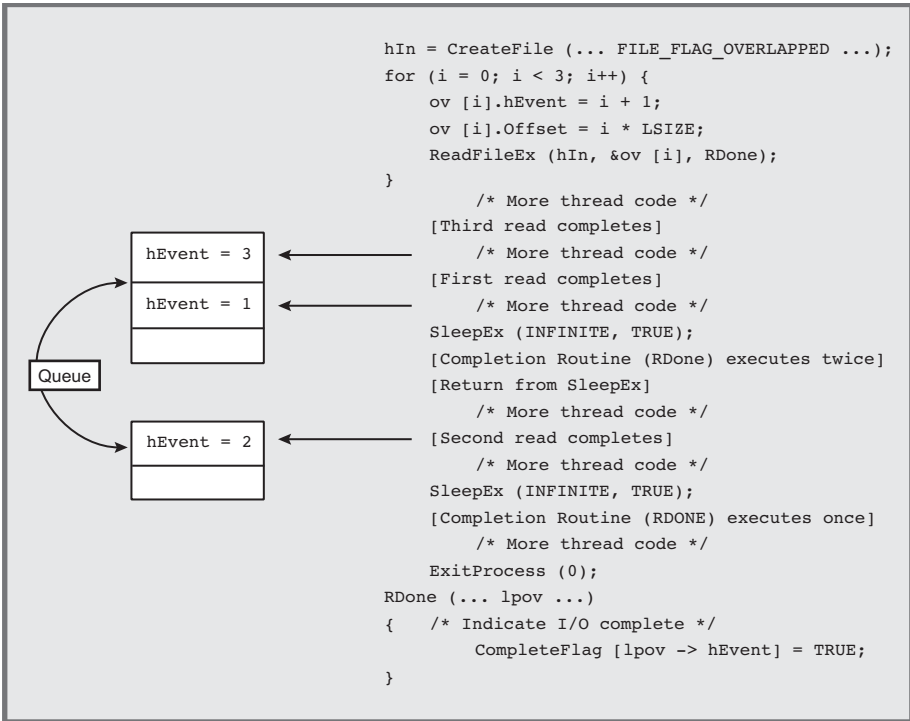 hIn = CreateFile (... FILE_FLAG_OVERLAPPED ...);
for (i = 0; i < 3; i++) {
ov [i].hEvent = i + 1;
ov [i].Offset = i * LSIZE;
ReadFileEx (hIn, &ov [i], RDone);
}
/* More thread code */
[Third read completes]
hEvent = 3
/* More thread code */
[First read completes]
hEvent = 1
/* More thread code */
SleepEx (INFINITE, TRUE);
[Completion Routine (RDone) executes twice]
Queue
[Return from SleepEx]
/* More thread code */
hEvent = 2
[Second read completes]
/* More thread code */
SleepEx (INFINITE, TRUE);
[Completion Routine (RDONE) executes once]
/* More thread code */
ExitProcess (0);
RDone (... lpov ...)
{ /* Indicate I/O complete */
CompleteFlag [lpov -> hEvent] = TRUE;
}